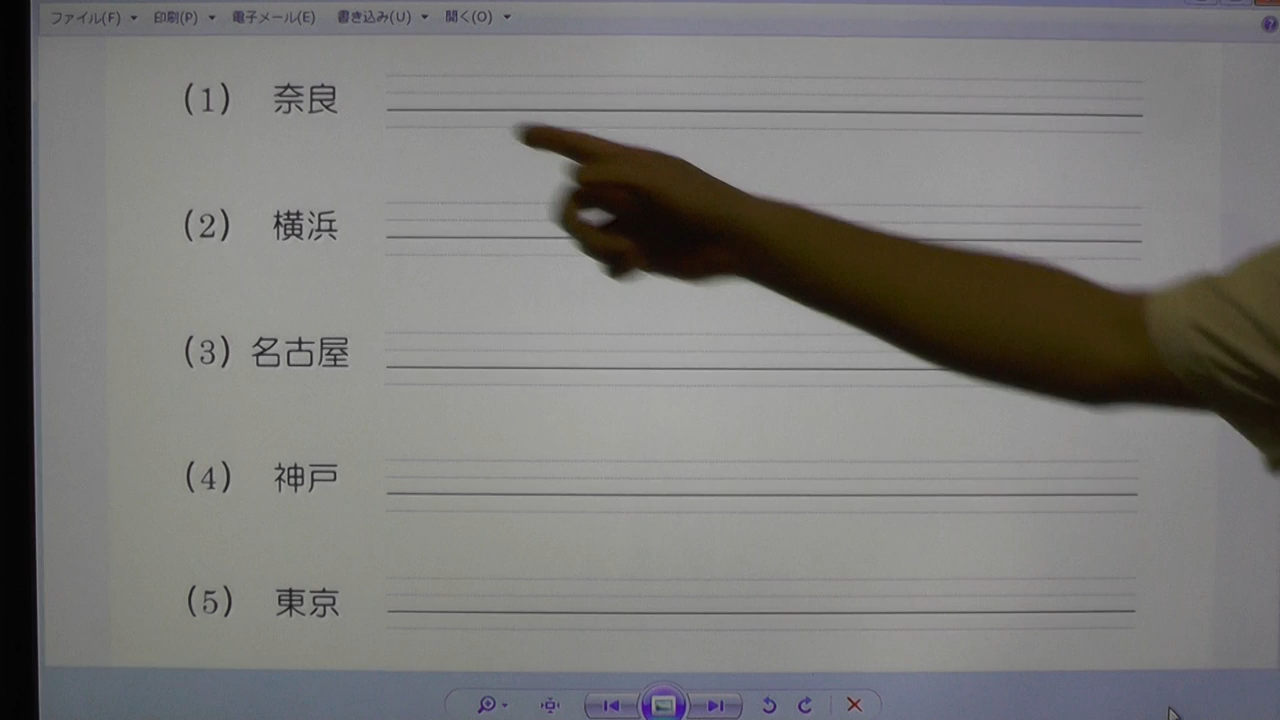 ファイル(F) 印刷(P) 電子メール(E) 書き込み(U) 開く(O)
(1) 奈良
(2) 横浜
(3) 名古屋
(4) 神戸
(5) 東京